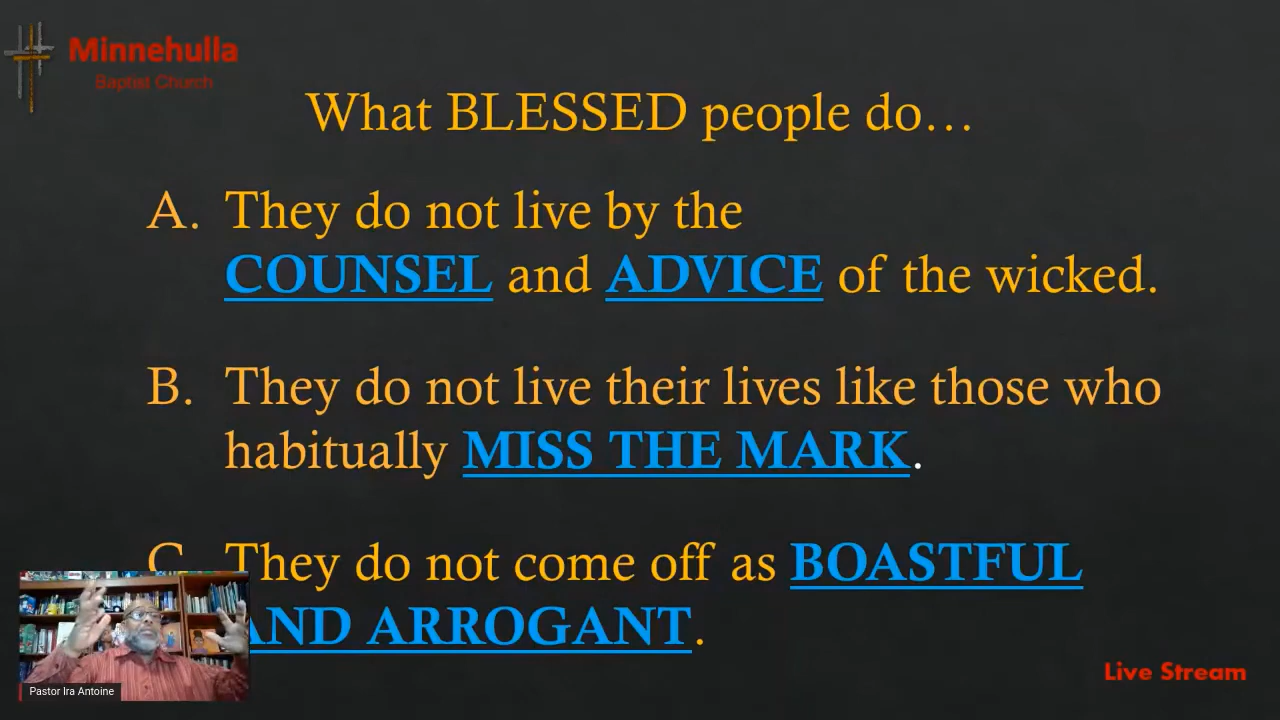 Minnehulla
Baptist Church
What BLESSED people do…
A. They do not live by the
COUNSEL and ADVICE of the wicked.
B. They do not live their lives like those who
habitually MISS THE MARK.
C. They do not come off as BOASTFUL
AND ARROGANT.
Pastor Ira Antoine
Live Stream